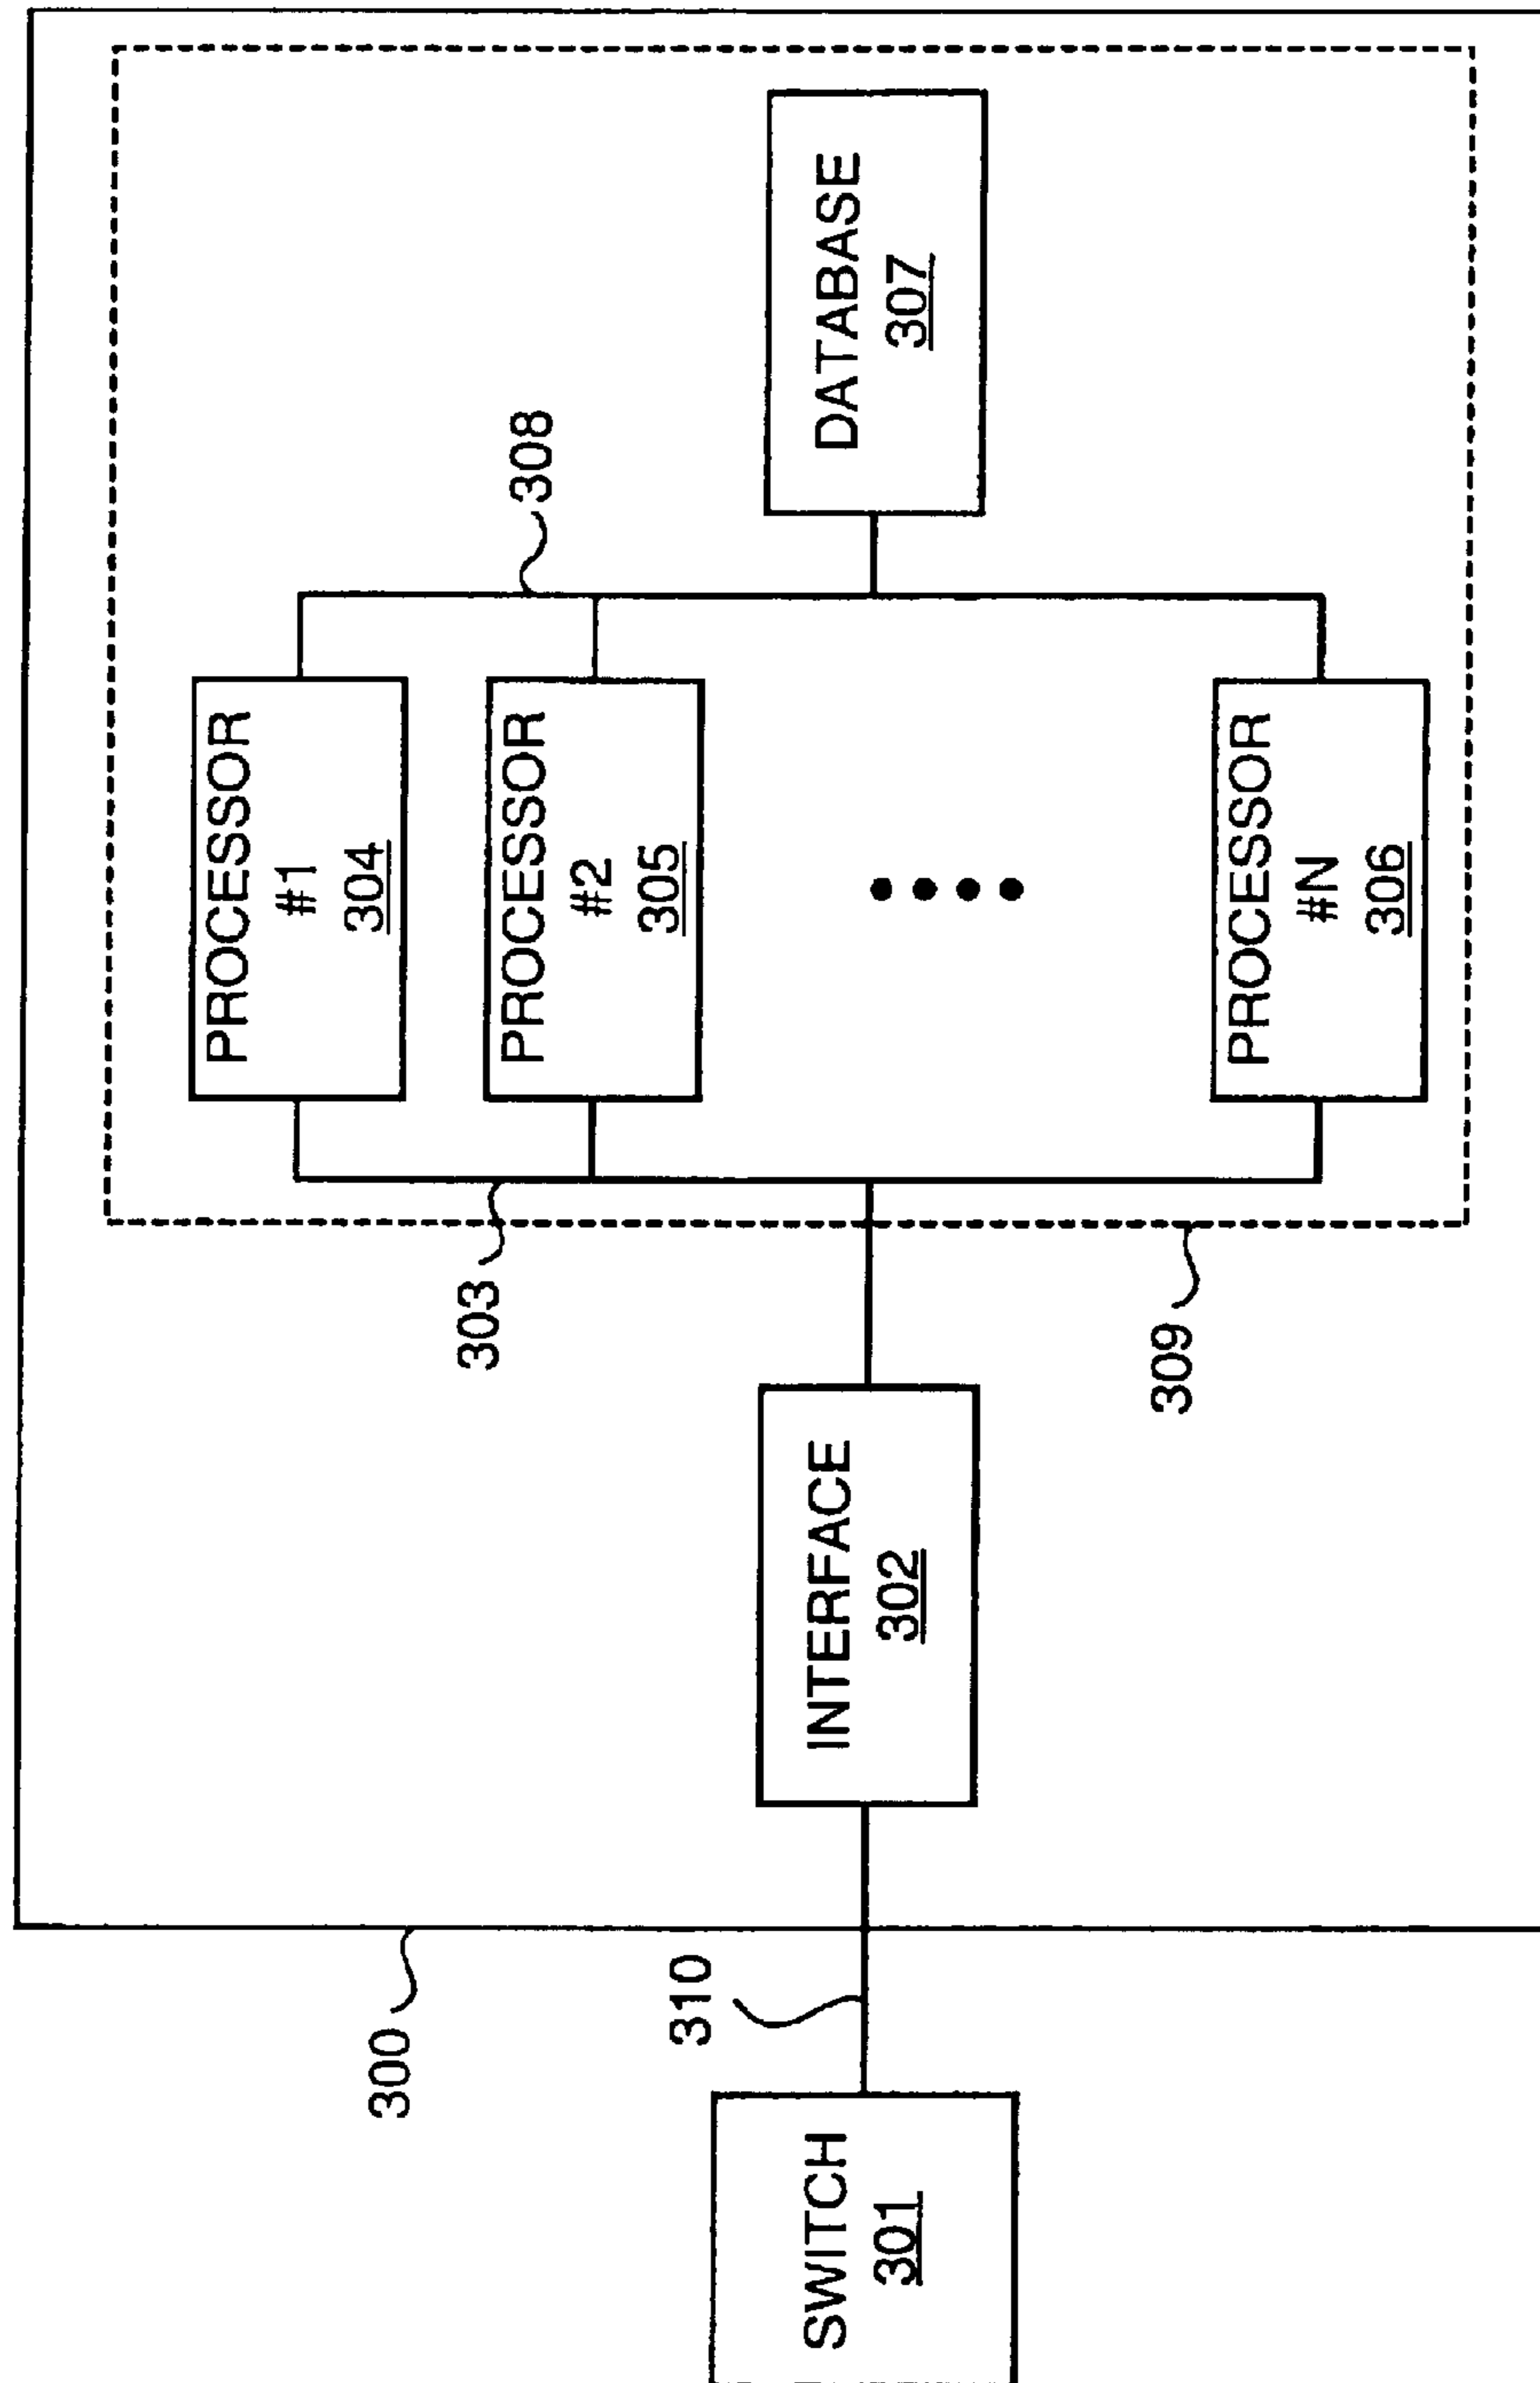 300
SWITCH
301
310
INTERFACE
302
303
309
PROCESSOR
#1
304
PROCESSOR
#2
305
PROCESSOR
#N
306
308
DATABASE
307